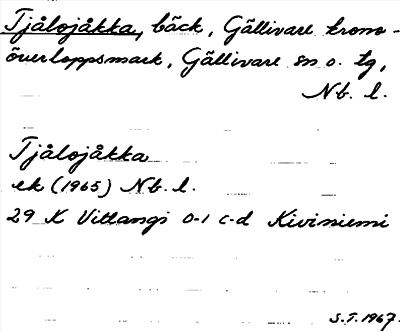 Tjålojåkka, bäck, Gällivare krono-
överloppsmark, Gällivare sn o. tg,
Nb. l.
Tjålojåkka
ek (1965) Nb. l.
29 K Vittangi 0-1 c-d Kiviniemi
S.T. 1967.